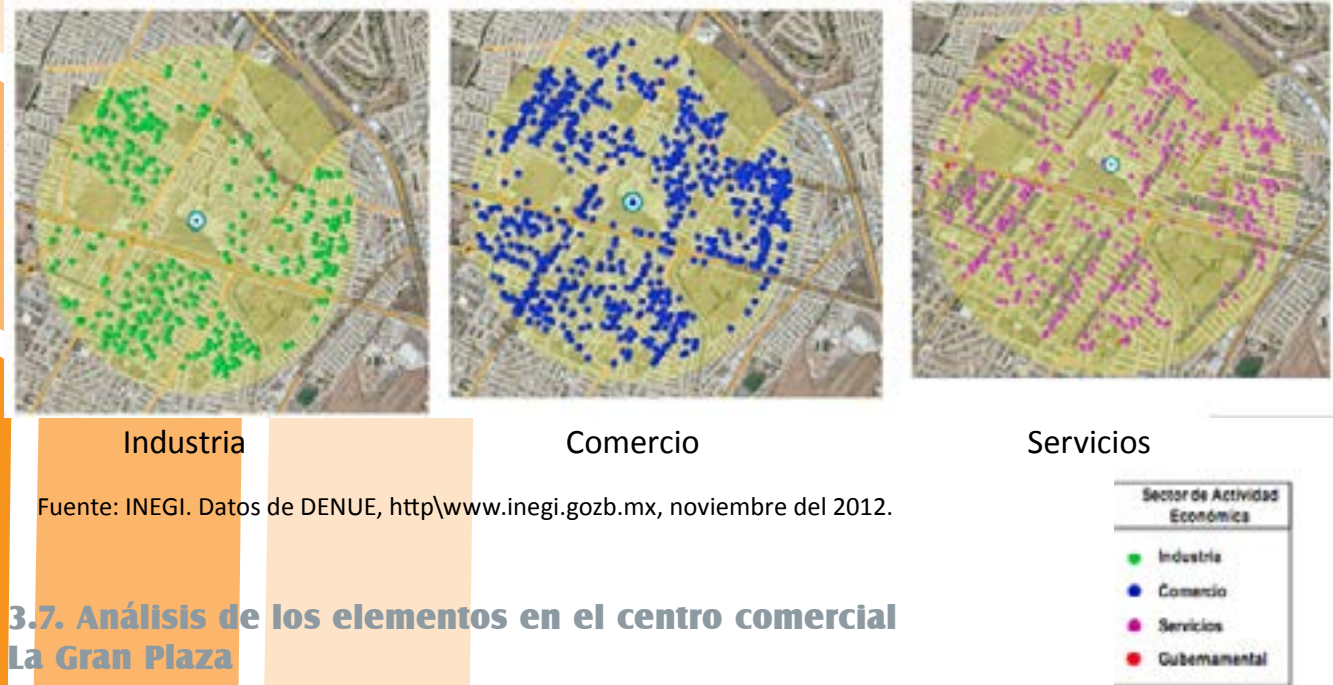 Industria
Comercio
Servicios
Fuente: INEGI. Datos de DENUE, http\www.inegi.gozb.mx, noviembre del 2012.
Sector de Actividad
Económica
Industria
Comercio
Servicios
Gubernamental
3.7. Análisis de los elementos en el centro comercial
La Gran Plaza